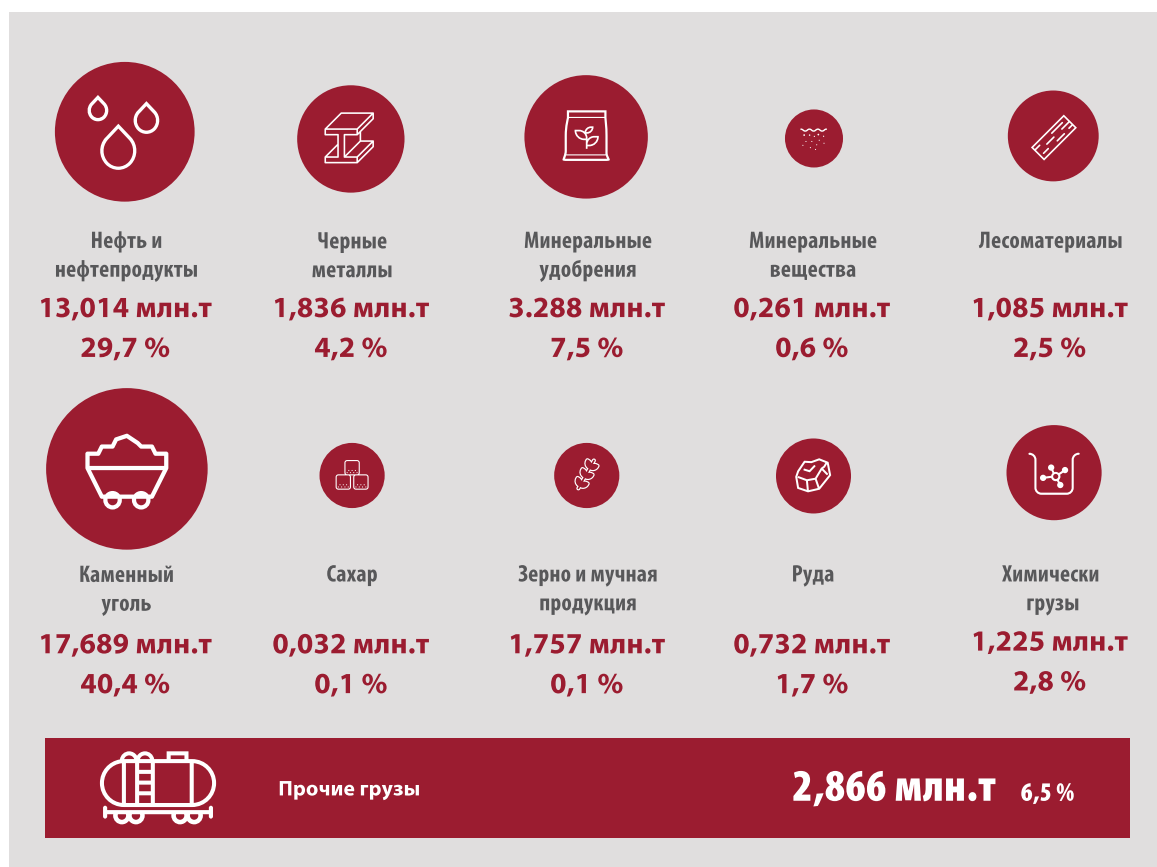 Нефть и
нефтепродукты
13,014 млн.т
29,7 %
Черные
металлы
1,836 млн.т
4,2 %
Минеральные
удобрения
3.288 млн.т
7,5 %
Минеральные
вещества
0,261 млн.т
0,6 %
Лесоматериалы
1,085 млн.т
2,5 %
Каменный
уголь
17,689 млн.т
40,4 %
Сахар
0,032 млн.т
0,1 %
Зерно и мучная
продукция
1,757 млн.т
0,1 %
Руда
0,732 млн.т
1,7 %
Химически
грузы
1,225 млн.т
2,8 %
Прочие грузы
2,866 млн.т 6,5 %